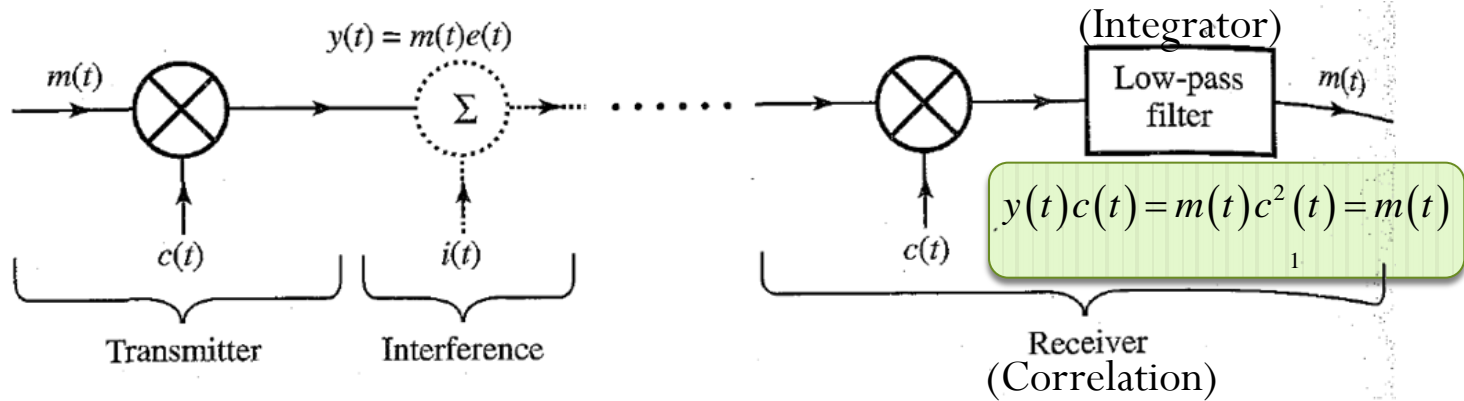 (Integrator)
y(t) = m(t)e(t)
m(t)
Σ
Low-pass
filter
m(t)
y(t)c(t) = m(t)c²(t) = m(t)
1
c(t)
i(t)
c(t)
Transmitter
Interference
Receiver
(Correlation)